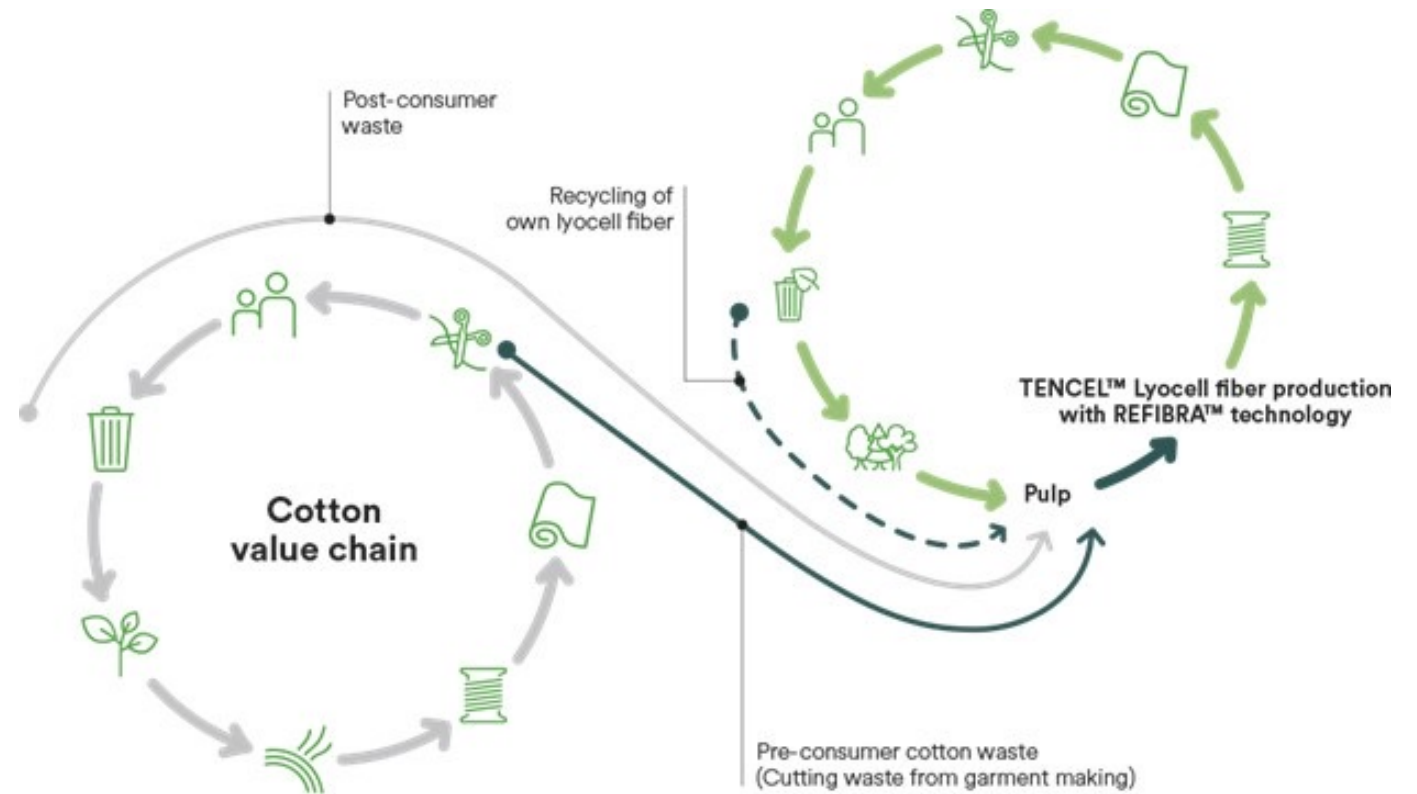 Post-consumer
waste
Recycling of
own lyocell fiber
TENCEL™ Lyocell fiber production
with REFIBRA™ technology
Pulp
Cotton
value chain
Pre-consumer cotton waste
(Cutting waste from garment making)